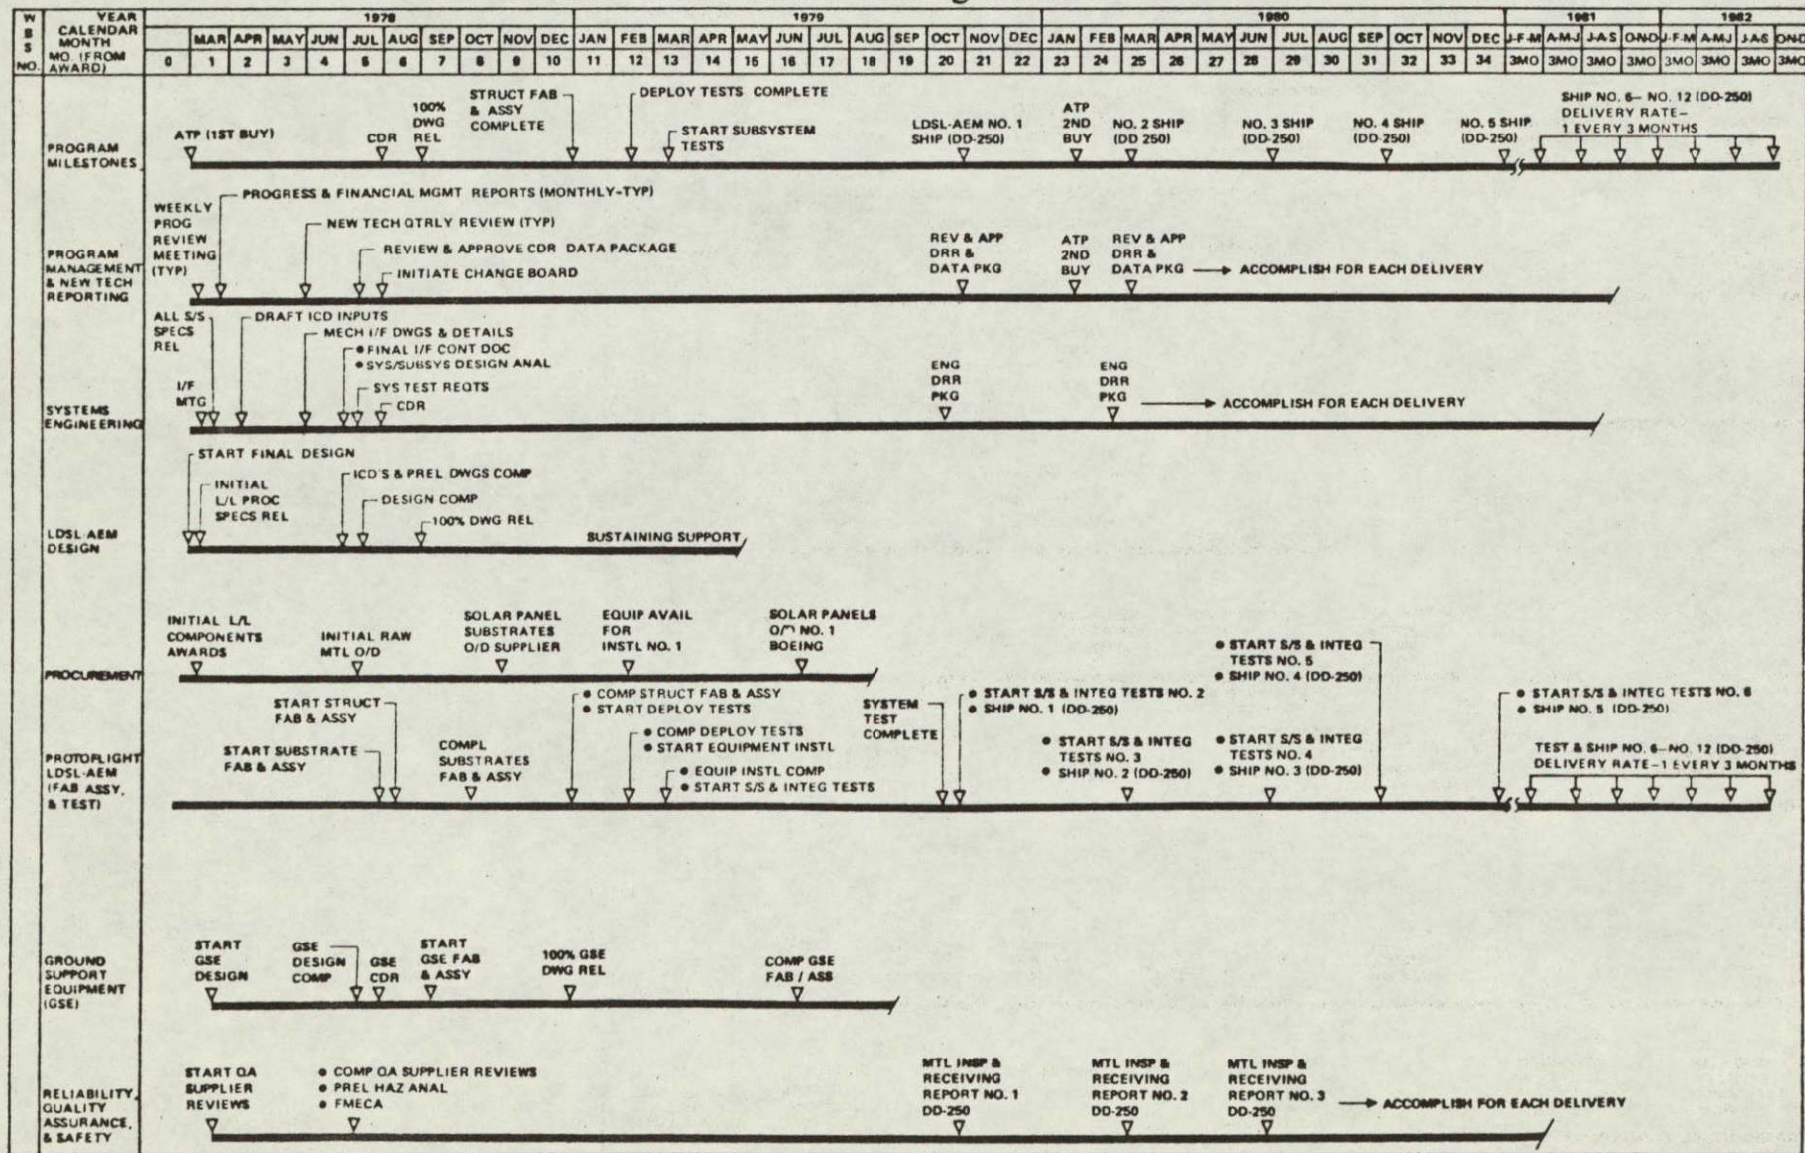 W B S NO.
YEAR
CALENDAR MONTH
MO. (FROM AWARD)
1978 1979 1980 1981 1982
MAR APR MAY JUN JUL AUG SEP OCT NOV DEC JAN FEB MAR APR MAY JUN JUL AUG SEP OCT NOV DEC JAN FEB MAR APR MAY JUN JUL AUG SEP OCT NOV DEC J-F-M A-M-J J-A-S O-N-D J-F-M A-M-J J-A-S O-N-D
0 1 2 3 4 5 6 7 8 9 10 11 12 13 14 15 16 17 18 19 20 21 22 23 24 25 26 27 28 29 30 31 32 33 34 3MO 3MO 3MO 3MO 3MO 3MO 3MO 3MO
PROGRAM
MILESTONES
ATP (1ST BUY)
CDR
100%
DWG
REL
STRUCT FAB
& ASSY
COMPLETE
DEPLOY TESTS COMPLETE
START SUBSYSTEM
TESTS
LDSL-AEM NO. 1
SHIP (DD-250)
ATP
2ND
BUY
NO. 2 SHIP
(DD 250)
NO. 3 SHIP
(DD-250)
NO. 4 SHIP
(DD-250)
NO. 5 SHIP
(DD-250)
SHIP NO. 6- NO. 12 (DD-250)
DELIVERY RATE-
1 EVERY 3 MONTHS
PROGRAM
MANAGEMENT
& NEW TECH
REPORTING
WEEKLY
PROG
REVIEW
MEETING
(TYP)
PROGRESS & FINANCIAL MGMT REPORTS (MONTHLY-TYP)
NEW TECH QTRLY REVIEW (TYP)
REVIEW & APPROVE CDR DATA PACKAGE
INITIATE CHANGE BOARD
REV & APP
DRR &
DATA PKG
ATP
2ND
BUY
REV & APP
DRR &
DATA PKG → ACCOMPLISH FOR EACH DELIVERY
SYSTEMS
ENGINEERING
ALL S/S
SPECS
REL
I/F
MTG
DRAFT ICD INPUTS
MECH I/F DWGS & DETAILS
• FINAL I/F CONT DOC
• SYS/SUBSYS DESIGN ANAL
SYS TEST REQTS
CDR
ENG
DRR
PKG
ENG
DRR
PKG
→ ACCOMPLISH FOR EACH DELIVERY
LDSL-AEM
DESIGN
START FINAL DESIGN
INITIAL
L/L PROC
SPECS REL
ICD'S & PREL DWGS COMP
DESIGN COMP
100% DWG REL
SUSTAINING SUPPORT
PROCUREMENT
INITIAL L/L
COMPONENTS
AWARDS
INITIAL RAW
MTL O/D
SOLAR PANEL
SUBSTRATES
O/D SUPPLIER
EQUIP AVAIL
FOR
INSTL NO. 1
SOLAR PANELS
O/D NO. 1
BOEING
PROTOFLIGHT
LDSL-AEM
(FAB ASSY,
& TEST)
START STRUCT
FAB & ASSY
START SUBSTRATE
FAB & ASSY
COMPL
SUBSTRATES
FAB & ASSY
• COMP STRUCT FAB & ASSY
• START DEPLOY TESTS
• COMP DEPLOY TESTS
• START EQUIPMENT INSTL
• EQUIP INSTL COMP
• START S/S & INTEG TESTS
SYSTEM
TEST
COMPLETE
• START S/S & INTEG TESTS NO. 2
• SHIP NO. 1 (DD-250)
• START S/S & INTEG
TESTS NO. 3
• SHIP NO. 2 (DD-250)
• START S/S & INTEG
TESTS NO. 4
• SHIP NO. 3 (DD-250)
• START S/S & INTEG
TESTS NO. 5
• SHIP NO. 4 (DD-250)
• START S/S & INTEG TESTS NO. 6
• SHIP NO. 5 (DD-250)
TEST & SHIP NO. 6-NO. 12 (DD-250)
DELIVERY RATE-1 EVERY 3 MONTHS
GROUND
SUPPORT
EQUIPMENT
(GSE)
START
GSE
DESIGN
GSE
DESIGN
COMP
GSE
CDR
START
GSE FAB
& ASSY
100% GSE
DWG REL
COMP GSE
FAB / ASS
RELIABILITY,
QUALITY
ASSURANCE,
& SAFETY
START QA
SUPPLIER
REVIEWS
• COMP QA SUPPLIER REVIEWS
• PREL HAZ ANAL
• FMECA
MTL INSP &
RECEIVING
REPORT NO. 1
DD-250
MTL INSP &
RECEIVING
REPORT NO. 2
DD-250
MTL INSP &
RECEIVING
REPORT NO. 3
DD-250
→ ACCOMPLISH FOR EACH DELIVERY